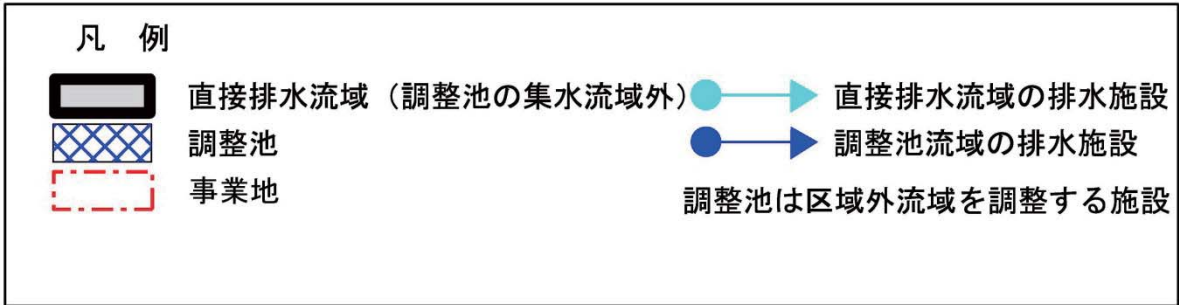 凡　例
直接排水流域（調整池の集水流域外）
調整池
事業地
直接排水流域の排水施設
調整池流域の排水施設
調整池は区域外流域を調整する施設